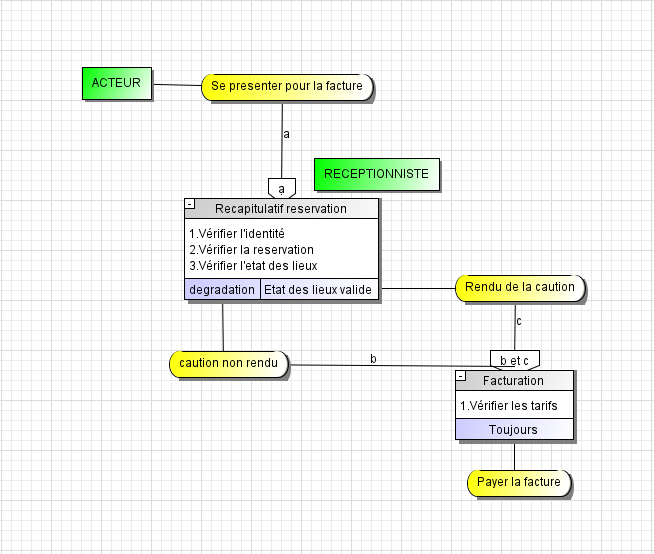 ACTEUR
Se presenter pour la facture
a
RECEPTIONNISTE
a
Recapitulatif reservation
1.Vérifier l'identité
2.Vérifier la reservation
3.Vérifier l'etat des lieux
degradation
Etat des lieux valide
Rendu de la caution
c
caution non rendu
b
b et c
Facturation
1.Vérifier les tarifs
Toujours
Payer la facture